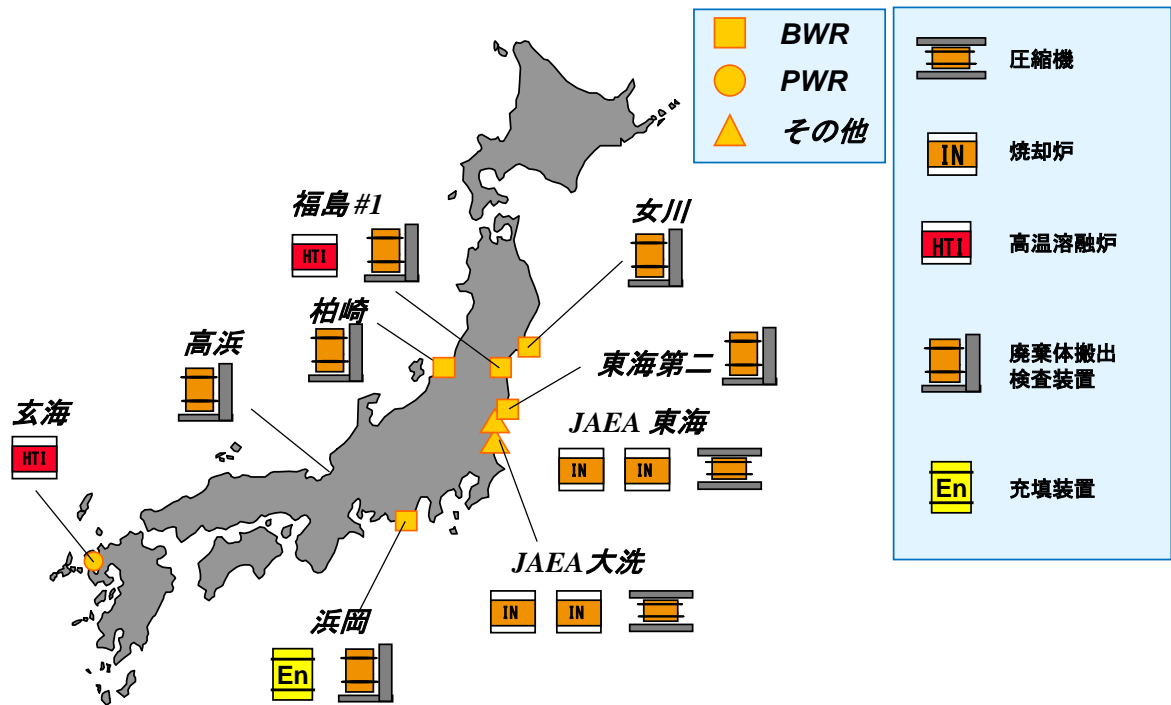 BWR
PWR
その他
圧縮機
IN
焼却炉
HTI
高温溶融炉
廃棄体搬出
検査装置
En
充填装置
福島 #1
HTI
女川
柏崎
高浜
東海第二
玄海
HTI
JAEA 東海
IN IN
JAEA大洗
IN IN
浜岡
En